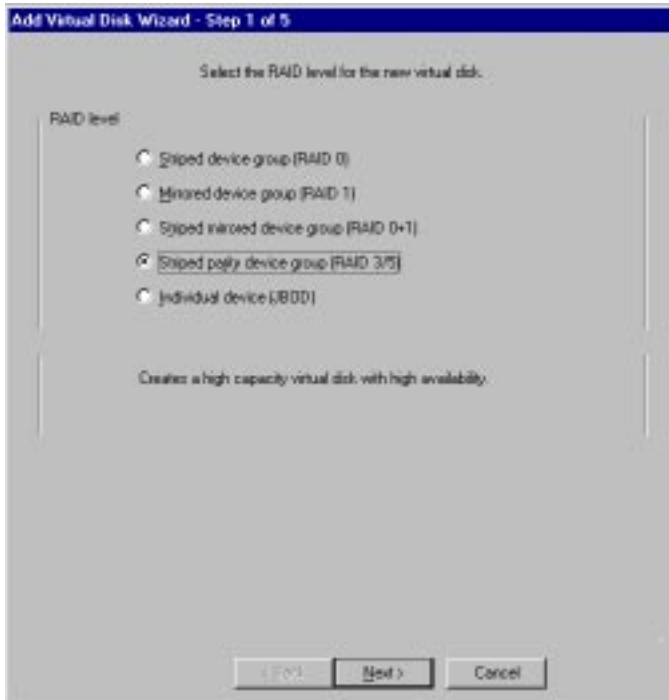 Add Virtual Disk Wizard - Step 1 of 5
Select the RAID level for the new virtual disk.
RAID level
Striped device group (RAID 0)
Mirrored device group (RAID 1)
Striped mirrored device group (RAID 0+1)
Striped parity device group (RAID 3/5)
Individual device (JBOD)
Creates a high capacity virtual disk with high availability.
< Back Next > Cancel